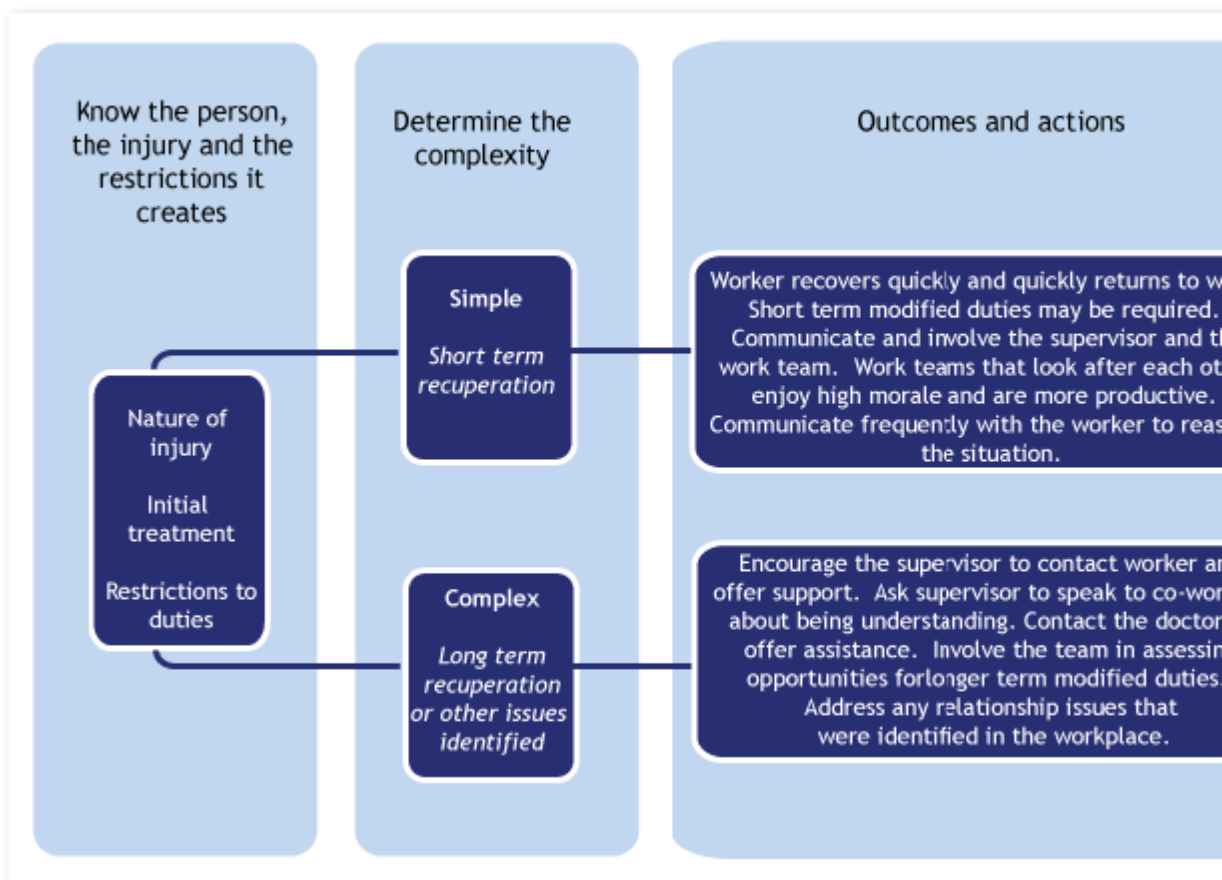 Know the person,
the injury and the
restrictions it
creates
Determine the
complexity
Outcomes and actions
Nature of
injury
Initial
treatment
Restrictions to
duties
Simple
Short term
recuperation
Complex
Long term
recuperation
or other issues
identified
Worker recovers quickly and quickly returns to
Short term modified duties may be required.
Communicate and involve the supervisor and
work team. Work teams that look after each
enjoy high morale and are more productive.
Communicate frequently with the worker to
the situation.
Encourage the supervisor to contact worker
offer support. Ask supervisor to speak to
about being understanding. Contact the doctor
offer assistance. Involve the team in
opportunities forlonger term modified duties.
Address any relationship issues that
were identified in the workplace.